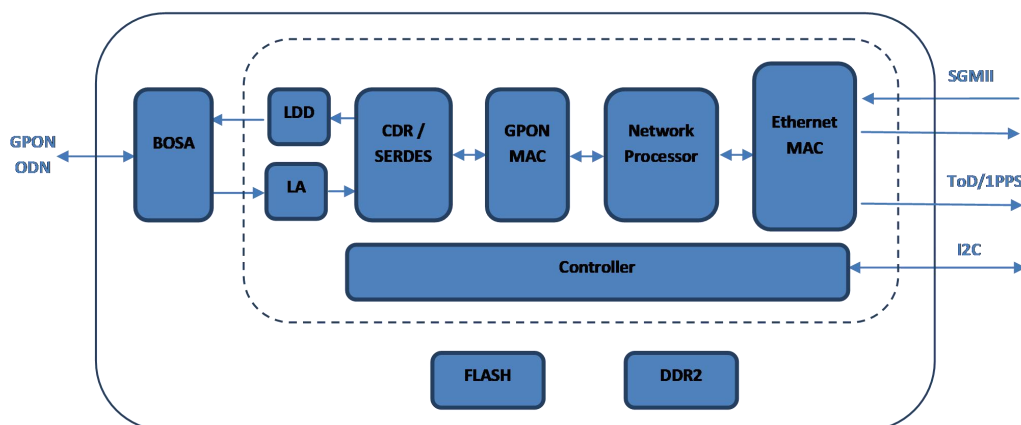 GPON
ODN
BOSA
LDD
LA
CDR /
SERDES
GPON
MAC
Network
Processor
Ethernet
MAC
SGMII
ToD/1PPS
I2C
Controller
FLASH
DDR2